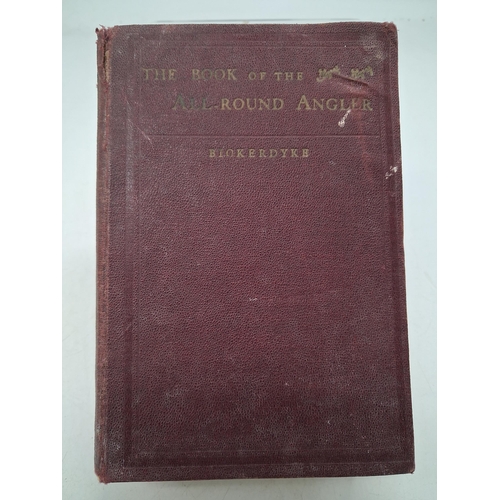 THE BOOK OF THE
ALL-ROUND ANGLER
BICKERDYKE